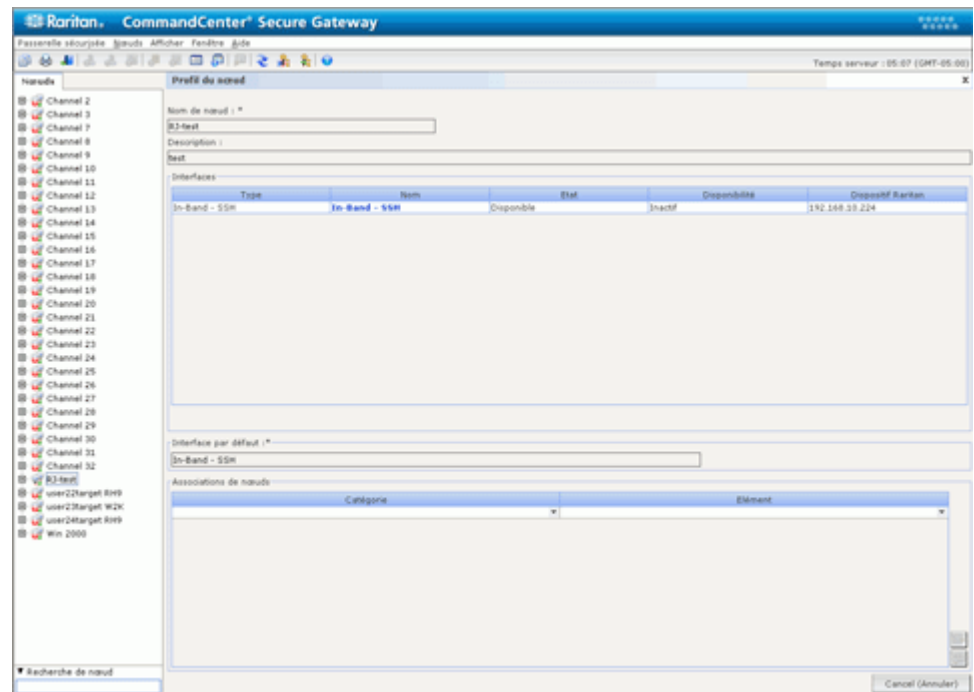 Raritan. CommandCenter® Secure Gateway
Passerelle sécurisée Nœuds Afficher Fenêtre Aide
Temps serveur : 05:07 (GMT-05:00)
Nœuds
Profil du nœud
X
Channel 2
Channel 3
Channel 7
Channel 8
Channel 9
Channel 10
Channel 11
Channel 12
Channel 13
Channel 14
Channel 15
Channel 16
Channel 17
Channel 18
Channel 19
Channel 20
Channel 21
Channel 22
Channel 23
Channel 24
Channel 25
Channel 26
Channel 27
Channel 28
Channel 29
Channel 30
Channel 31
Channel 32
RJ-test
user22target RH9
user23target W2K
user24target RH9
Win 2000
Recherche de nœud
Nom de nœud : *
RJ-test
Description :
test
Interfaces
Type Nom Etat Disponibilité Dispositif Raritan
In-Band - SSH In-Band - SSH Disponible Inactif 192.168.10.224
Interface par défaut :*
In-Band - SSH
Associations de nœuds
Catégorie Elément
Cancel (Annuler)